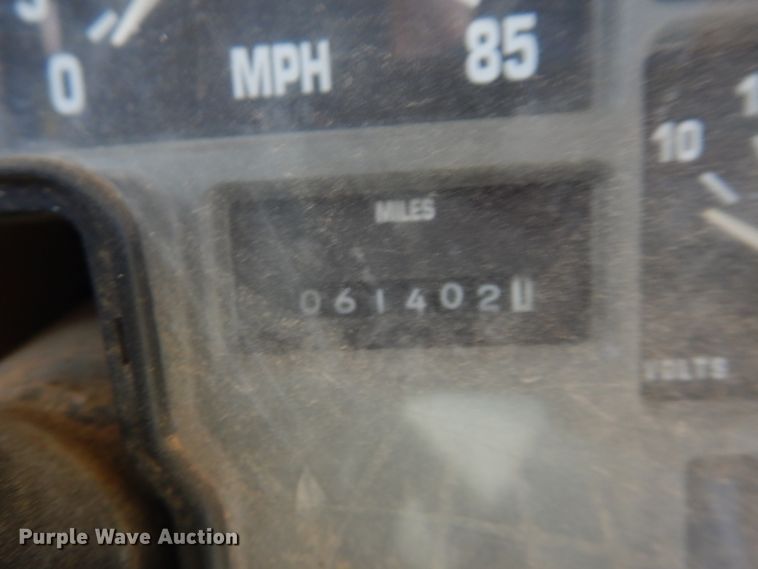 0 MPH 85
10
MILES
061402
VOLTS
Purple Wave Auction